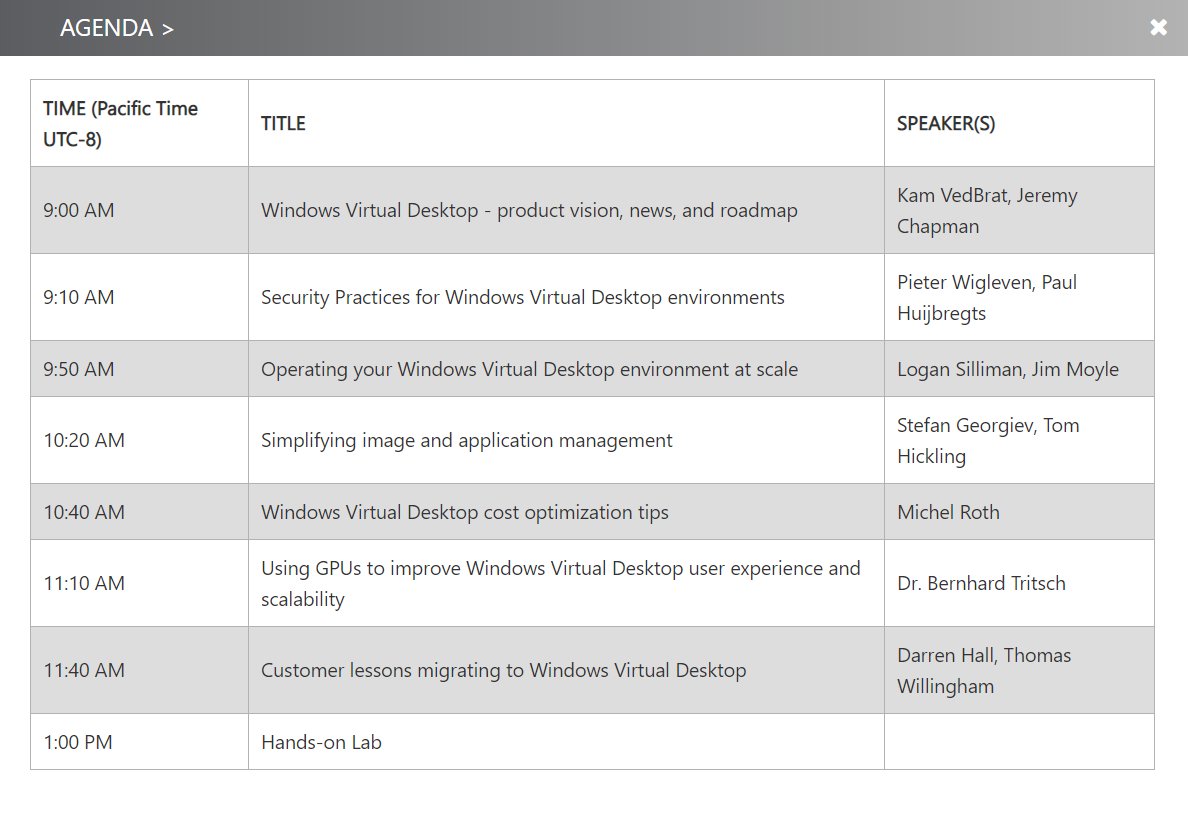 AGENDA >
TIME (Pacific Time
UTC-8)
TITLE
SPEAKER(S)
9:00 AM
Windows Virtual Desktop - product vision, news, and roadmap
Kam VedBrat, Jeremy
Chapman
9:10 AM
Security Practices for Windows Virtual Desktop environments
Pieter Wigleven, Paul
Huijbregts
9:50 AM
Operating your Windows Virtual Desktop environment at scale
Logan Silliman, Jim Moyle
10:20 AM
Simplifying image and application management
Stefan Georgiev, Tom
Hickling
10:40 AM
Windows Virtual Desktop cost optimization tips
Michel Roth
11:10 AM
Using GPUs to improve Windows Virtual Desktop user experience and
scalability
Dr. Bernhard Tritsch
11:40 AM
Customer lessons migrating to Windows Virtual Desktop
Darren Hall, Thomas
Willingham
1:00 PM
Hands-on Lab